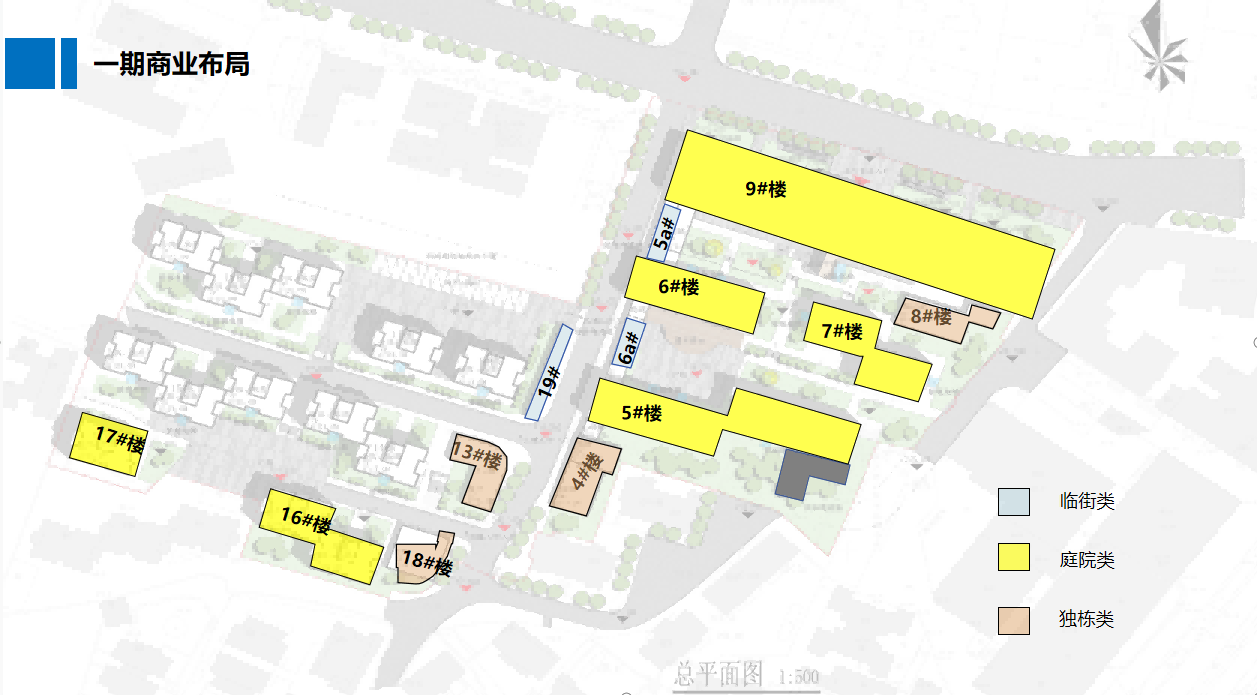 一期商业布局
9#楼
5a#
6#楼
8#楼
7#楼
6a#
19#
5#楼
17#楼
13#楼
4#楼
16#楼
18#楼
临街类
庭院类
独栋类
总平面图 1:500